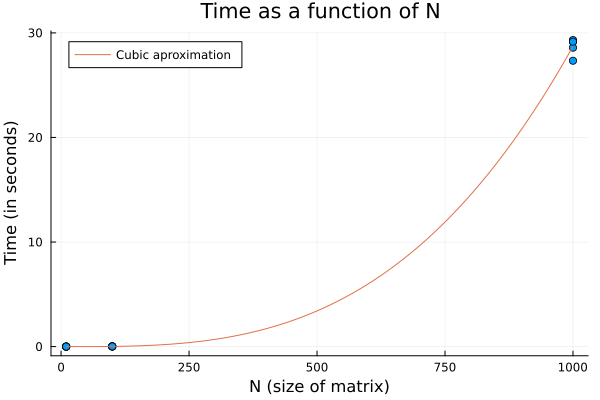 Time as a function of N
Cubic aproximation
Time (in seconds)
30
20
10
0
0 250 500 750 1000
N (size of matrix)